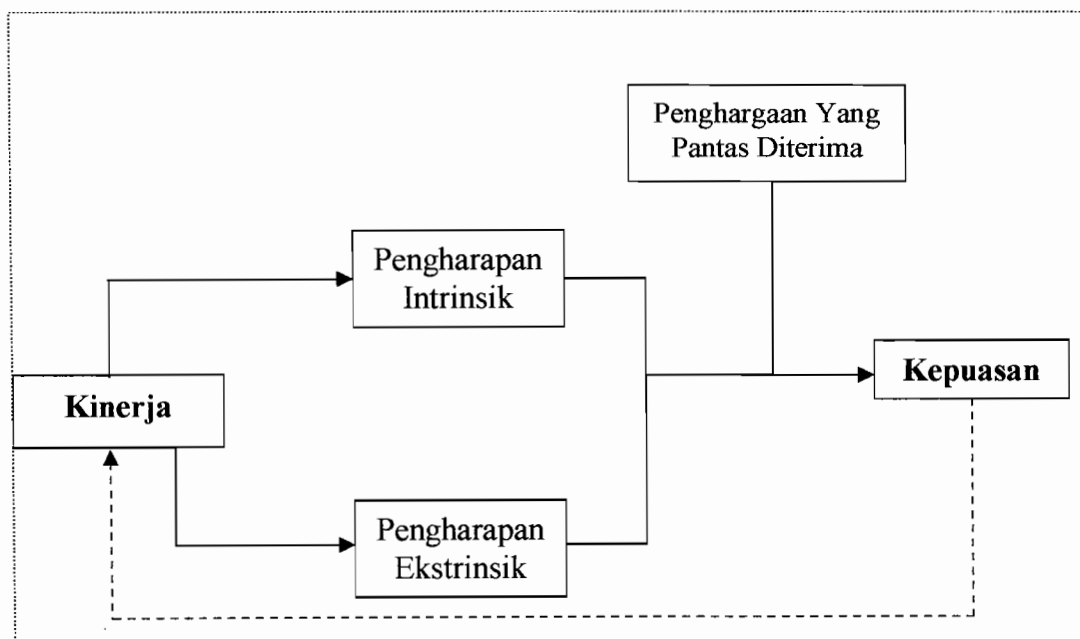 Penghargaan Yang
Pantas Diterima
Pengharapan
Intrinsik
Kepuasan
Kinerja
Pengharapan
Ekstrinsik